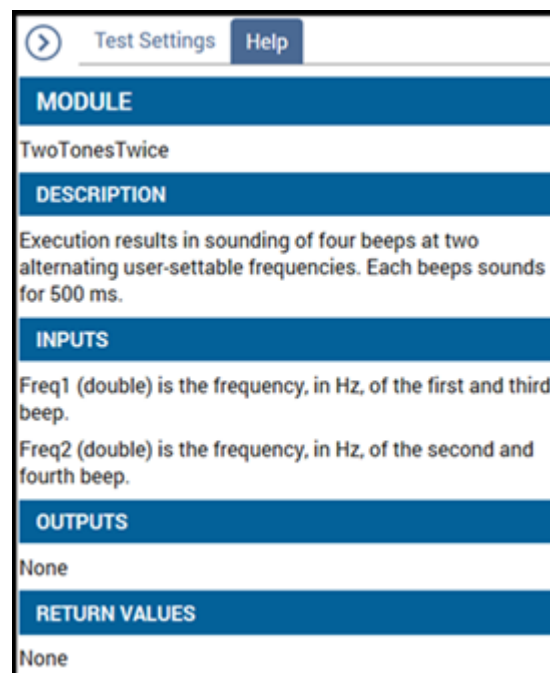 Test Settings Help
MODULE
TwoTonesTwice
DESCRIPTION
Execution results in sounding of four beeps at two
alternating user-settable frequencies. Each beeps sounds
for 500 ms.
INPUTS
Freq1 (double) is the frequency, in Hz, of the first and third
beep.
Freq2 (double) is the frequency, in Hz, of the second and
fourth beep.
OUTPUTS
None
RETURN VALUES
None